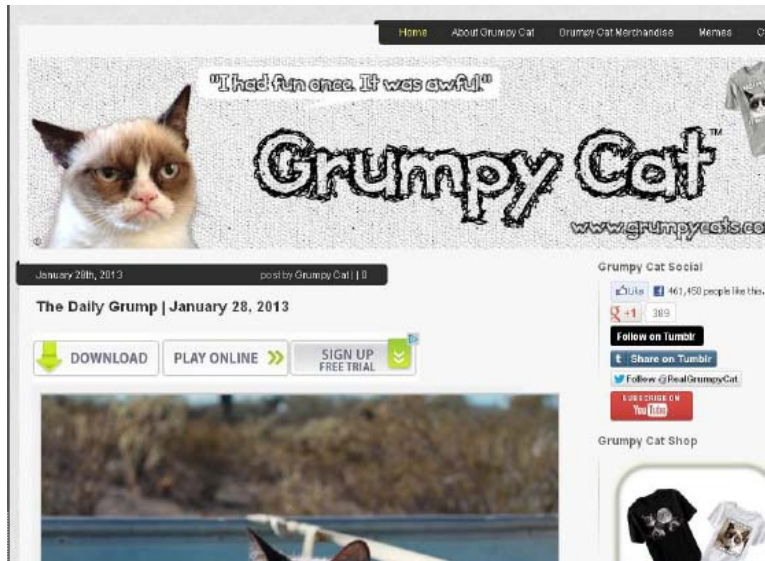 Home About Grumpy Cat Grumpy Cat Merchandise Memes
"I had fun once. It was awful."
Grumpy Cat™
www.grumpycats.co
January 28th, 2013 post by Grumpy Cat | | 0
The Daily Grump | January 28, 2013
DOWNLOAD PLAY ONLINE SIGN UP
FREE TRIAL
Grumpy Cat Social
Like 461,450 people like this.
+1 389
Follow on Tumblr
t Share on Tumblr
Follow @RealGrumpyCat
SUBSCRIBE ON
You Tube
Grumpy Cat Shop